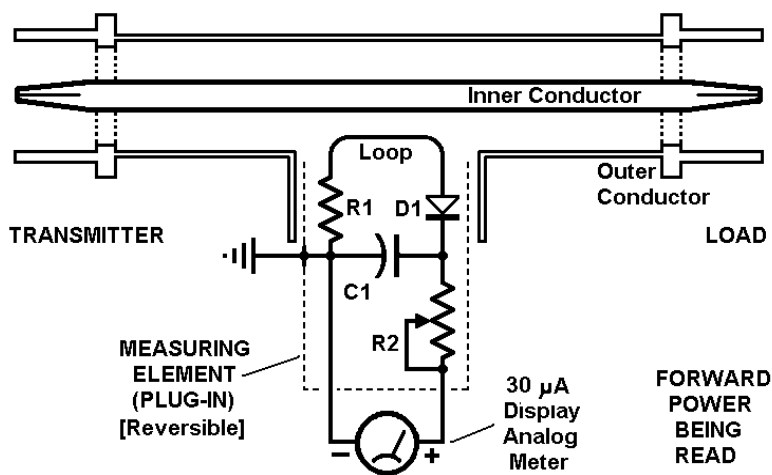 Inner Conductor
Loop
Outer
Conductor
R1
D1
TRANSMITTER
LOAD
C1
R2
MEASURING
ELEMENT
(PLUG-IN)
[Reversible]
30 µA
Display
Analog
Meter
FORWARD
POWER
BEING
READ
− +